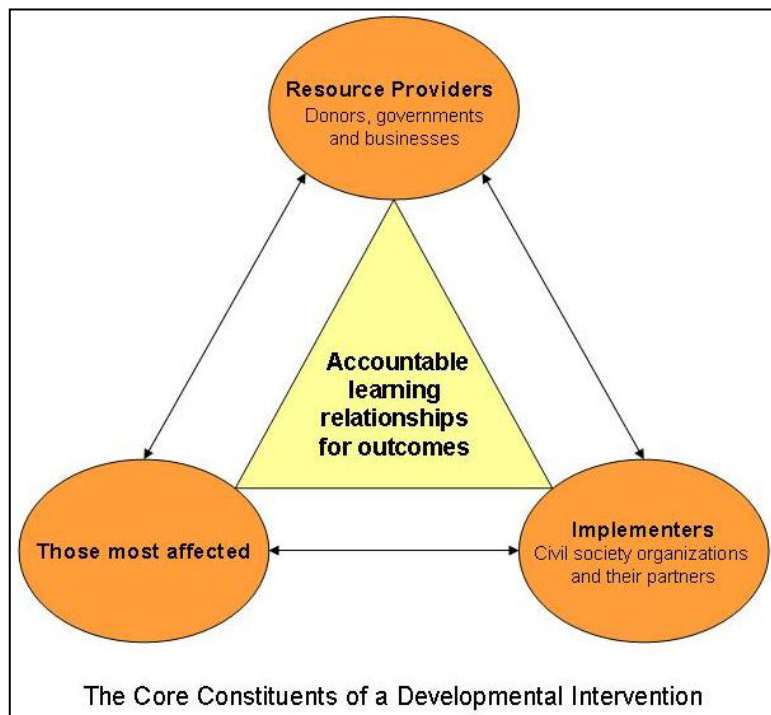 Resource Providers
Donors, governments
and businesses
Accountable
learning
relationships
for outcomes
Those most affected
Implementers
Civil society organizations
and their partners
The Core Constituents of a Developmental Intervention